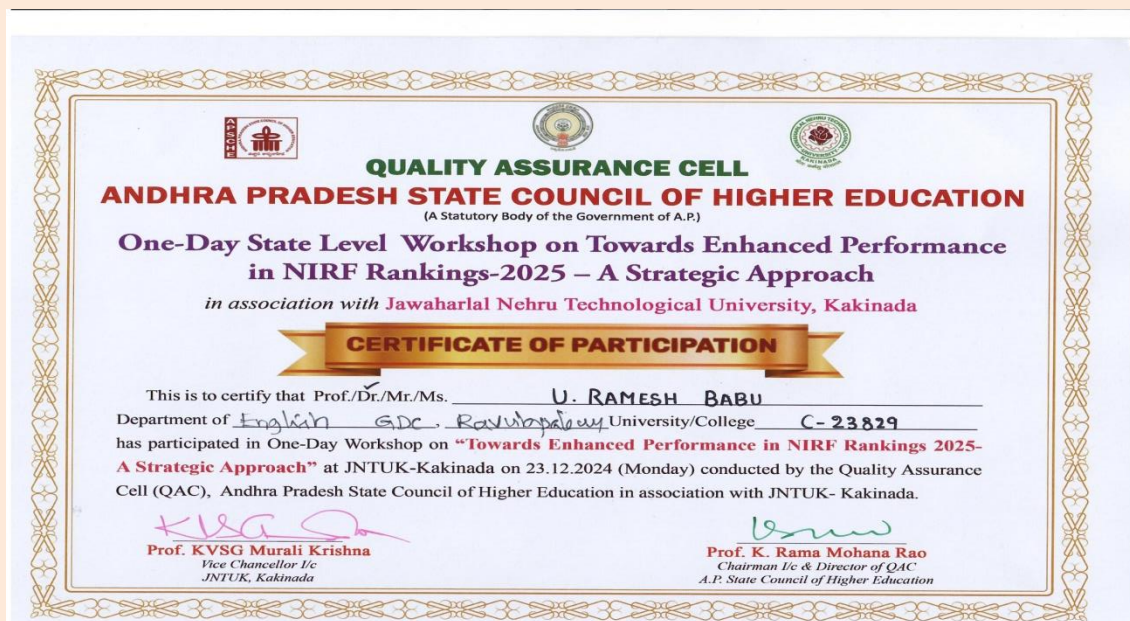 APSCHE
QUALITY ASSURANCE CELL
ANDHRA PRADESH STATE COUNCIL OF HIGHER EDUCATION
(A Statutory Body of the Government of A.P.)
One-Day State Level Workshop on Towards Enhanced Performance
in NIRF Rankings-2025 – A Strategic Approach
in association with Jawaharlal Nehru Technological University, Kakinada
CERTIFICATE OF PARTICIPATION
This is to certify that Prof./Dr./Mr./Ms. U. RAMESH BABU
Department of English GDC, University/College C-23829
has participated in One-Day Workshop on “Towards Enhanced Performance in NIRF Rankings 2025-
A Strategic Approach” at JNTUK-Kakinada on 23.12.2024 (Monday) conducted by the Quality Assurance
Cell (QAC), Andhra Pradesh State Council of Higher Education in association with JNTUK- Kakinada.
Prof. KVSG Murali Krishna
Vice Chancellor I/c
JNTUK, Kakinada
Prof. K. Rama Mohana Rao
Chairman I/c & Director of QAC
A.P. State Council of Higher Education